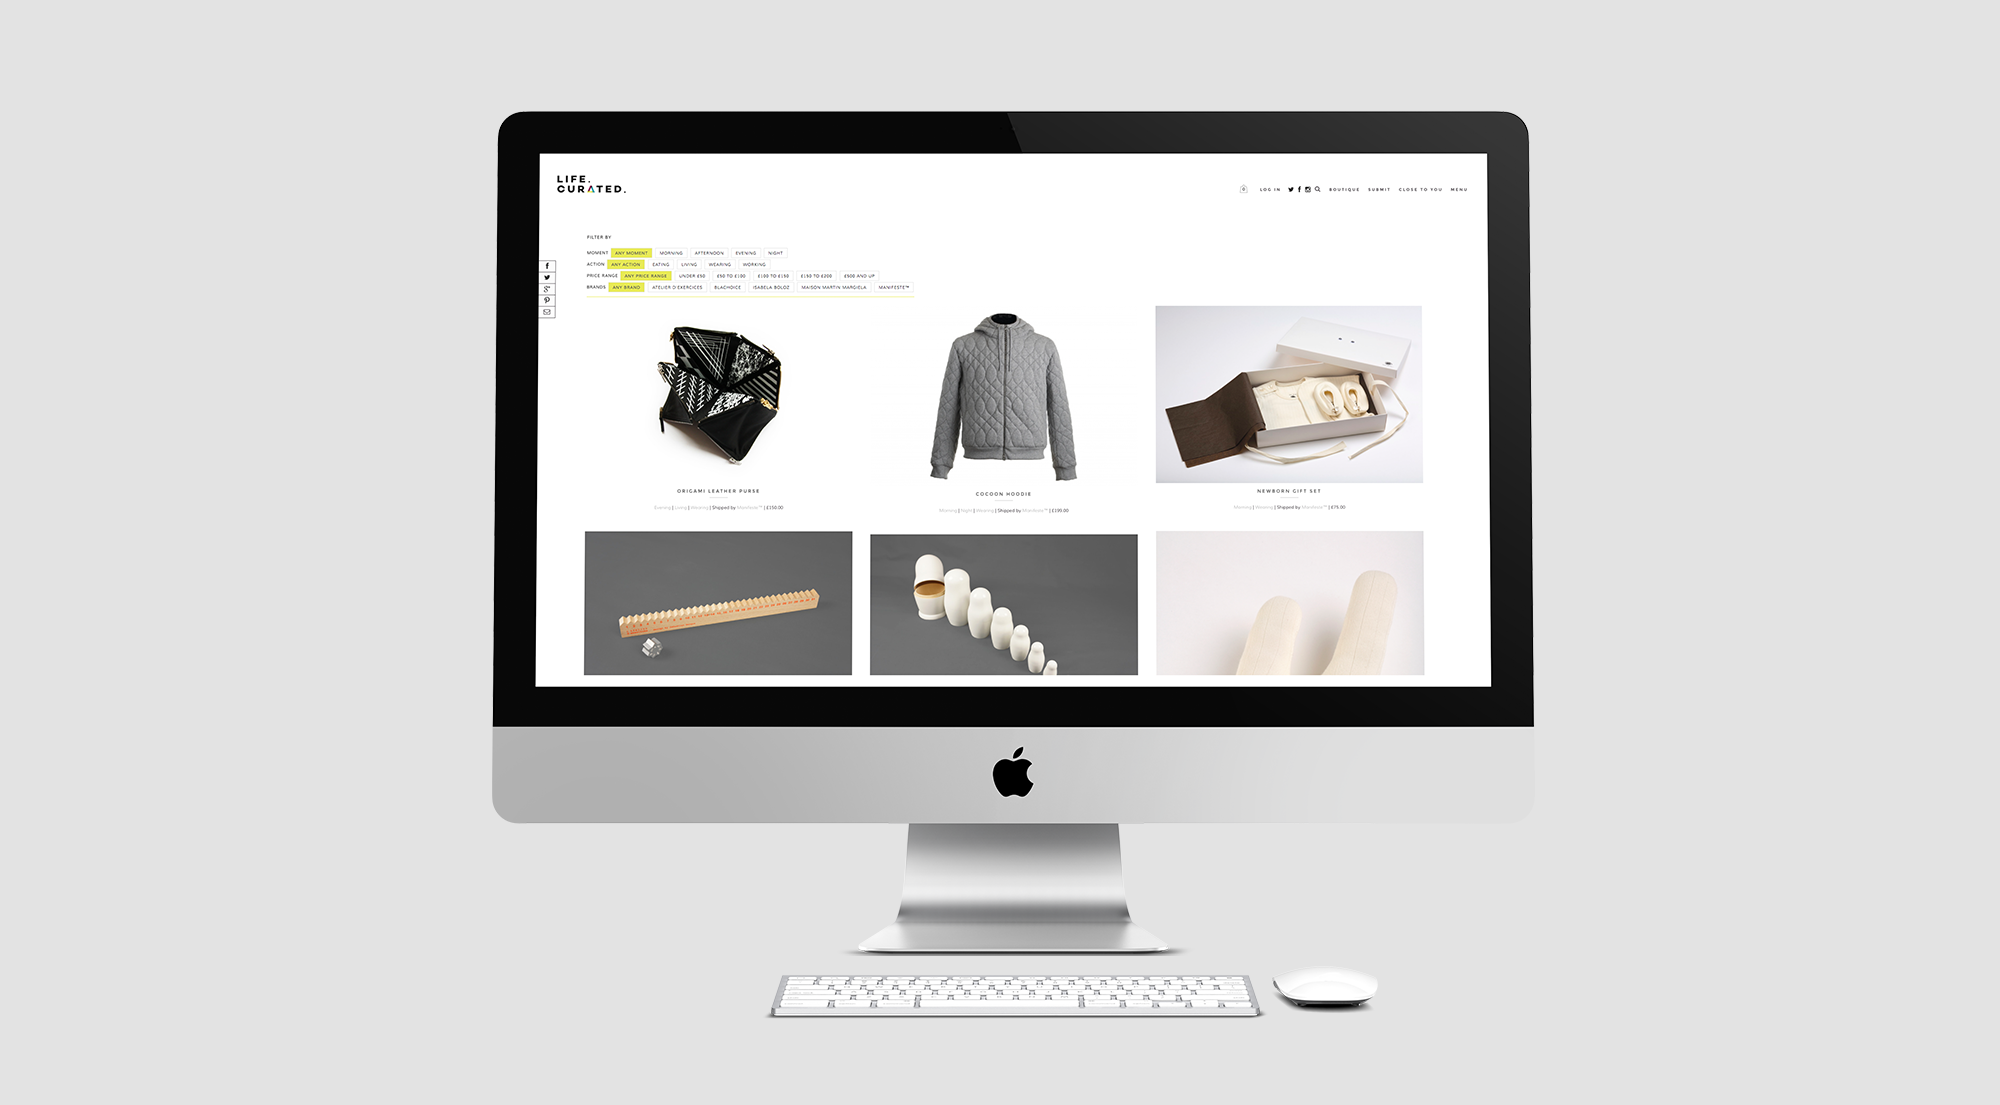 LIFE.
CURATED.
LOG IN BOUTIQUE SUBMIT CLOSE TO YOU MENU
FILTER BY
MOMENT ANY MOMENT MORNING AFTERNOON EVENING NIGHT
ACTION ANY ACTION EATING LIVING WEARING WORKING
PRICE RANGE ANY PRICE RANGE UNDER £50 £50 TO £100 £100 TO £150 £150 TO £200 £500 AND UP
BRANDS ANY BRAND ATELIER D'EXERCICES BLACHOICE ISABELA BOLOZ MAISON MARTIN MARGIELA MANIFESTE™
ORIGAMI LEATHER PURSE
Evening | Living | Wearing | Shipped by Manifeste™ | £150.00
COCOON HOODIE
Morning | Night | Wearing | Shipped by Manifeste™ | £199.00
NEWBORN GIFT SET
Morning | Wearing | Shipped by Manifeste™ | £75.00